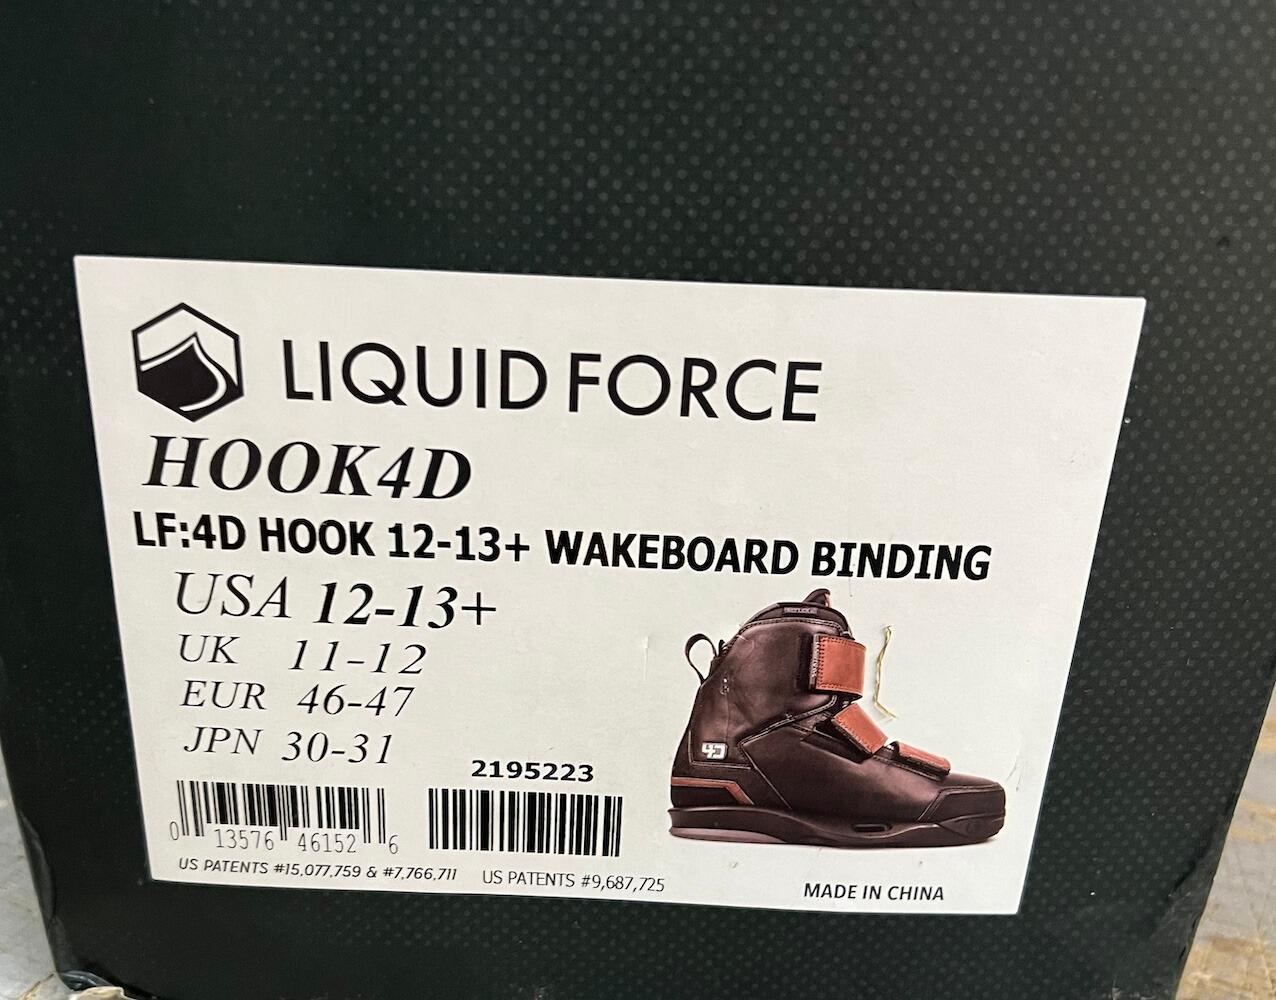 LIQUID FORCE
HOOK4D
LF:4D HOOK 12-13+ WAKEBOARD BINDING
USA 12-13+
UK 11-12
EUR 46-47
JPN 30-31
2195223
0 13576 46152 6
US PATENTS #15,077,759 & #7,766,711 US PATENTS #9,687,725
4D
MADE IN CHINA